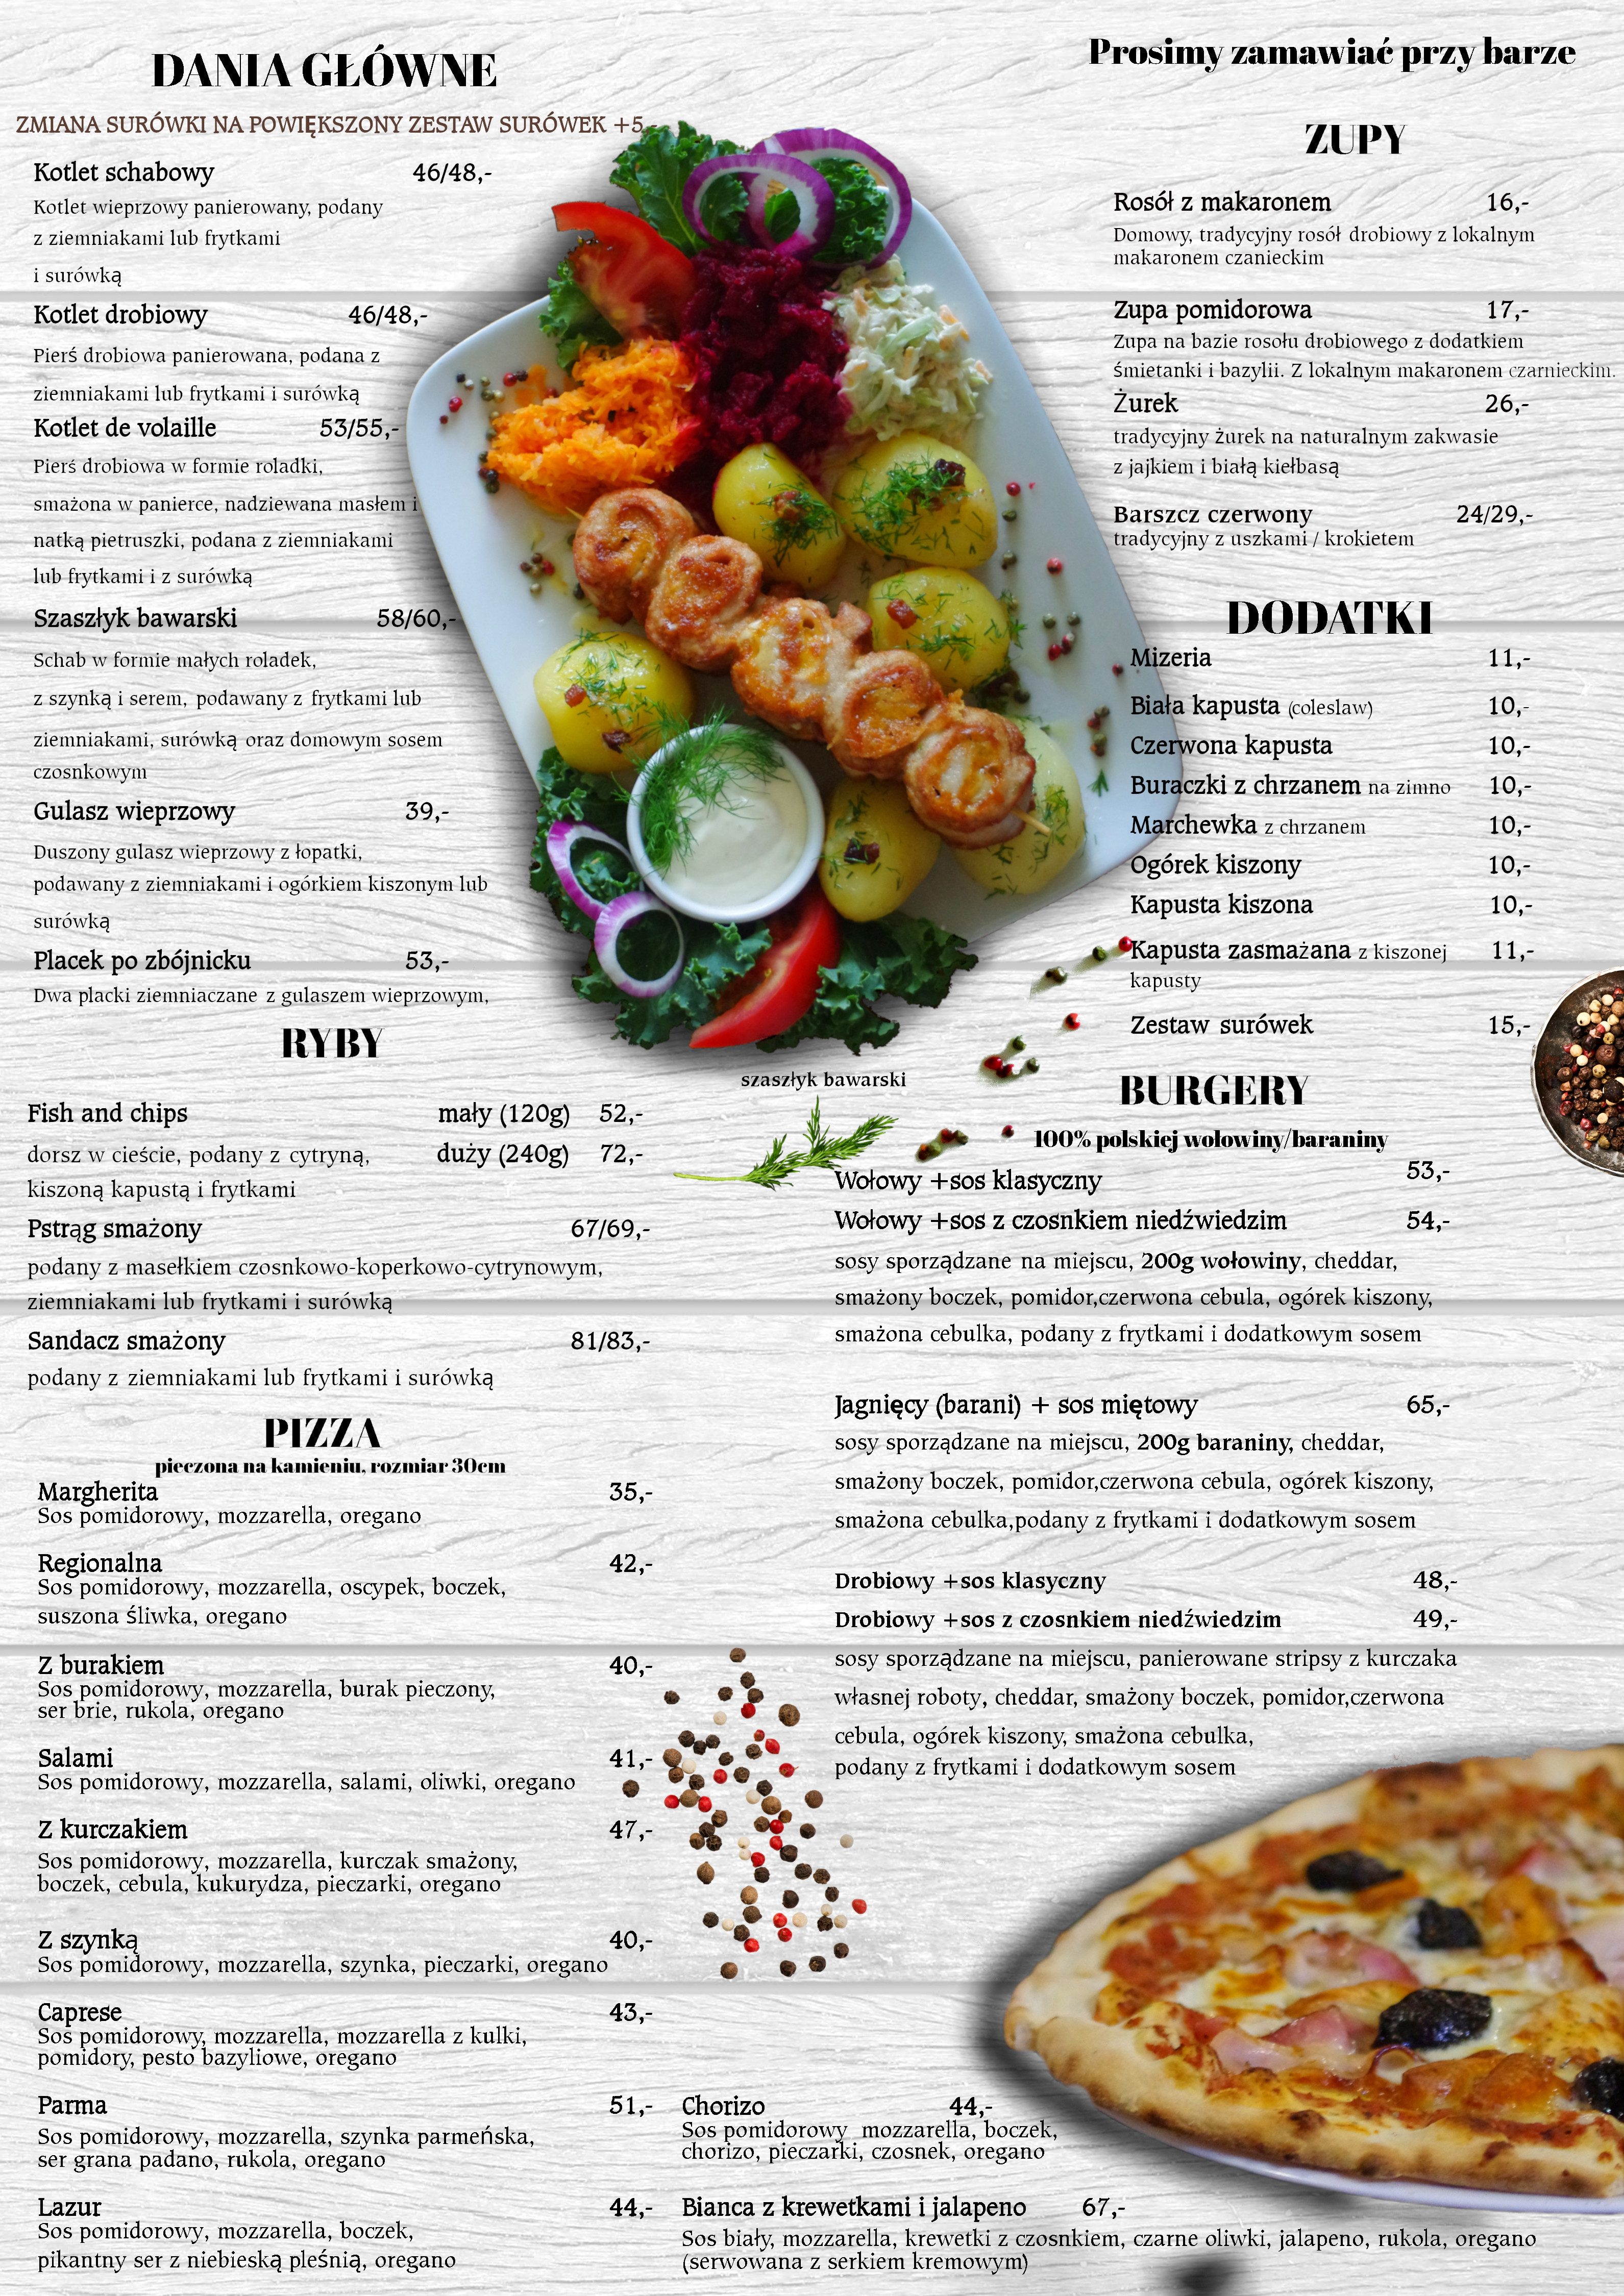 DANIA GŁÓWNE
ZMIANA SURÓWKI NA POWIĘKSZONY ZESTAW SURÓWEK +5,-
Kotlet schabowy 46/48,-
Kotlet wieprzowy panierowany, podany
z ziemniakami lub frytkami
i surówką
Kotlet drobiowy 46/48,-
Pierś drobiowa panierowana, podana z
ziemniakami lub frytkami i surówką
Kotlet de volaille 53/55,-
Pierś drobiowa w formie roladki,
smażona w panierce, nadziewana masłem i
natką pietruszki, podana z ziemniakami
lub frytkami i z surówką
Szaszłyk bawarski 58/60,-
Schab w formie małych roladek,
z szynką i serem, podawany z frytkami lub
ziemniakami, surówką oraz domowym sosem
czosnkowym
Gulasz wieprzowy 39,-
Duszony gulasz wieprzowy z łopatki,
podawany z ziemniakami i ogórkiem kiszonym lub
surówką
Placek po zbójnicku 53,-
Dwa placki ziemniaczane z gulaszem wieprzowym,
RYBY
Fish and chips mały (120g) 52,-
dorsz w cieście, podany z cytryną, duży (240g) 72,-
kiszoną kapustą i frytkami
Pstrąg smażony 67/69,-
podany z masełkiem czosnkowo-koperkowo-cytrynowym,
ziemniakami lub frytkami i surówką
Sandacz smażony 81/83,-
podany z ziemniakami lub frytkami i surówką
PIZZA
pieczona na kamieniu, rozmiar 30cm
Margherita 35,-
Sos pomidorowy, mozzarella, oregano
Regionalna 42,-
Sos pomidorowy, mozzarella, oscypek, boczek,
suszona śliwka, oregano
Z burakiem 40,-
Sos pomidorowy, mozzarella, burak pieczony,
ser brie, rukola, oregano
Salami 41,-
Sos pomidorowy, mozzarella, salami, oliwki, oregano
Z kurczakiem 47,-
Sos pomidorowy, mozzarella, kurczak smażony,
boczek, cebula, kukurydza, pieczarki, oregano
Z szynką 40,-
Sos pomidorowy, mozzarella, szynka, pieczarki, oregano
Caprese 43,-
Sos pomidorowy, mozzarella, mozzarella z kulki,
pomidory, pesto bazyliowe, oregano
Parma 51,-
Sos pomidorowy, mozzarella, szynka parmeńska,
ser grana padano, rukola, oregano
Lazur 44,-
Sos pomidorowy, mozzarella, boczek,
pikantny ser z niebieską pleśnią, oregano
Chorizo 44,-
Sos pomidorowy mozzarella, boczek,
chorizo, pieczarki, czosnek, oregano
Bianca z krewetkami i jalapeno 67,-
Sos biały, mozzarella, krewetki z czosnkiem, czarne oliwki, jalapeno, rukola, oregano
(serwowana z serkiem kremowym)
szaszłyk bawarski
Prosimy zamawiać przy barze
ZUPY
Rosół z makaronem 16,-
Domowy, tradycyjny rosół drobiowy z lokalnym
makaronem czanieckim
Zupa pomidorowa 17,-
Zupa na bazie rosołu drobiowego z dodatkiem
śmietanki i bazylii. Z lokalnym makaronem czarnieckim.
Żurek 26,-
tradycyjny żurek na naturalnym zakwasie
z jajkiem i białą kiełbasą
Barszcz czerwony 24/29,-
tradycyjny z uszkami / krokietem
DODATKI
Mizeria 11,-
Biała kapusta (coleslaw) 10,-
Czerwona kapusta 10,-
Buraczki z chrzanem na zimno 10,-
Marchewka z chrzanem 10,-
Ogórek kiszony 10,-
Kapusta kiszona 10,-
Kapusta zasmażana z kiszonej 11,-
kapusty
Zestaw surówek 15,-
BURGERY
100% polskiej wołowiny/baraniny
Wołowy +sos klasyczny 53,-
Wołowy +sos z czosnkiem niedźwiedzim 54,-
sosy sporządzane na miejscu, 200g wołowiny, cheddar,
smażony boczek, pomidor,czerwona cebula, ogórek kiszony,
smażona cebulka, podany z frytkami i dodatkowym sosem
Jagnięcy (barani) + sos miętowy 65,-
sosy sporządzane na miejscu, 200g baraniny, cheddar,
smażony boczek, pomidor,czerwona cebula, ogórek kiszony,
smażona cebulka,podany z frytkami i dodatkowym sosem
Drobiowy +sos klasyczny 48,-
Drobiowy +sos z czosnkiem niedźwiedzim 49,-
sosy sporządzane na miejscu, panierowane stripsy z kurczaka
własnej roboty, cheddar, smażony boczek, pomidor,czerwona
cebula, ogórek kiszony, smażona cebulka,
podany z frytkami i dodatkowym sosem